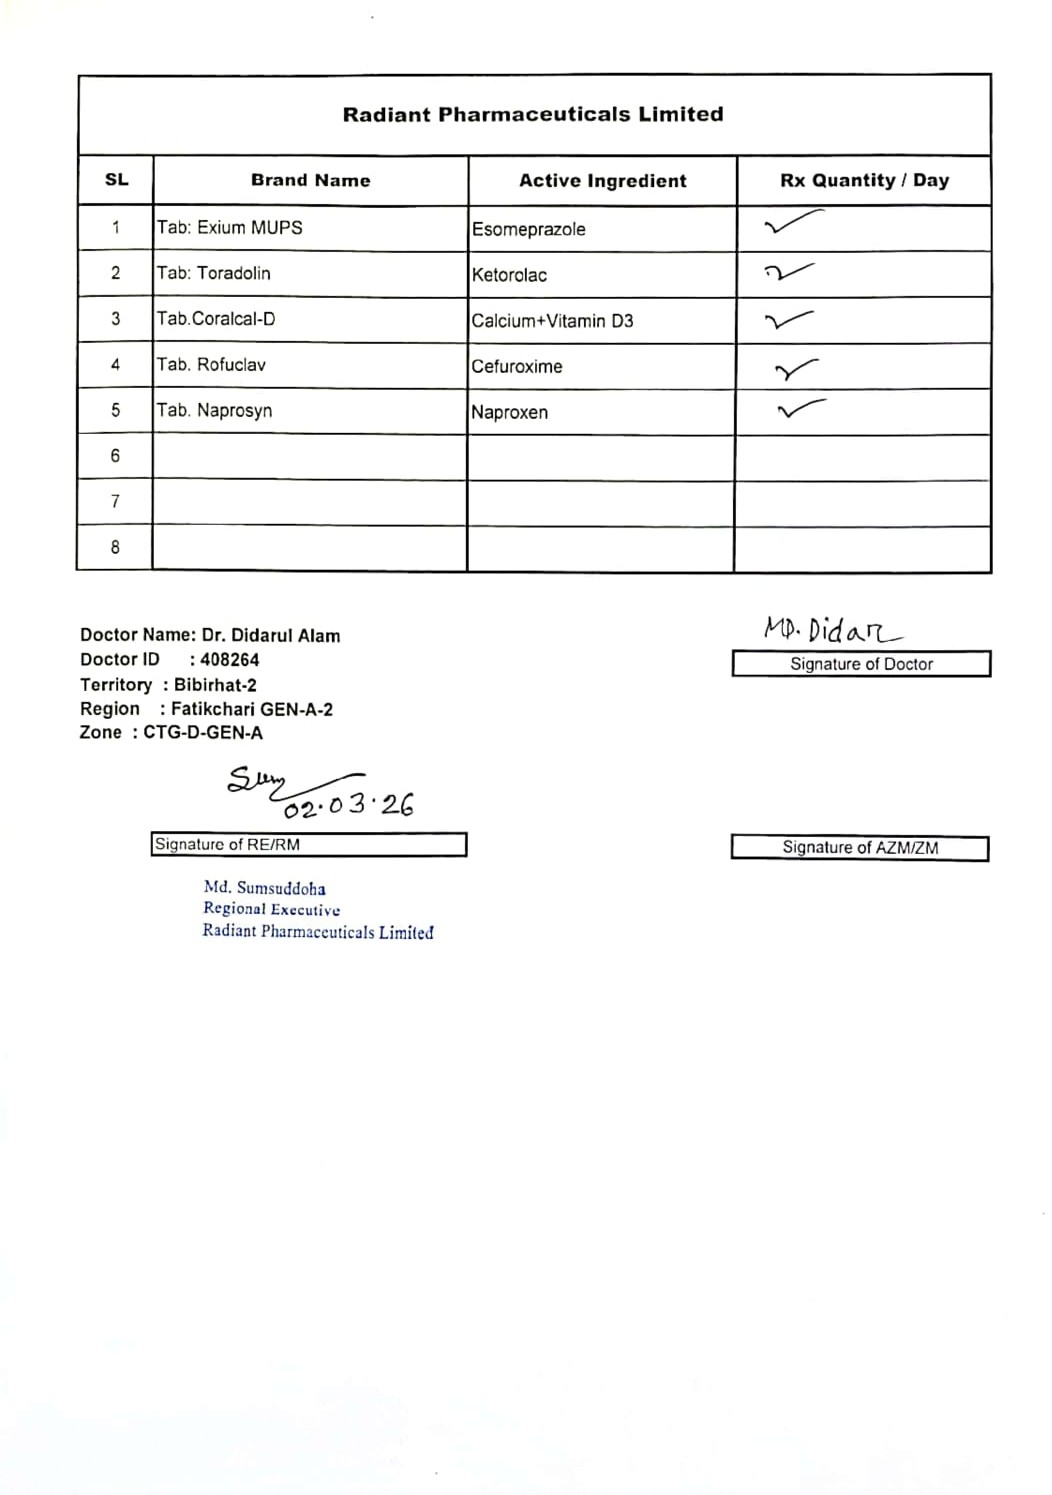 Radiant Pharmaceuticals Limited
SL Brand Name Active Ingredient Rx Quantity / Day
1 Tab: Exium MUPS Esomeprazole ✓
2 Tab: Toradolin Ketorolac ✓
3 Tab.Coralcal-D Calcium+Vitamin D3 ✓
4 Tab. Rofuclav Cefuroxime ✓
5 Tab. Naprosyn Naproxen ✓
6
7
8
MD. Didar
Signature of Doctor
Doctor Name: Dr. Didarul Alam
Doctor ID : 408264
Territory : Bibirhat-2
Region : Fatikchari GEN-A-2
Zone : CTG-D-GEN-A
02.03.26
Signature of RE/RM
Signature of AZM/ZM
Md. Sumsuddoha
Regional Executive
Radiant Pharmaceuticals Limited